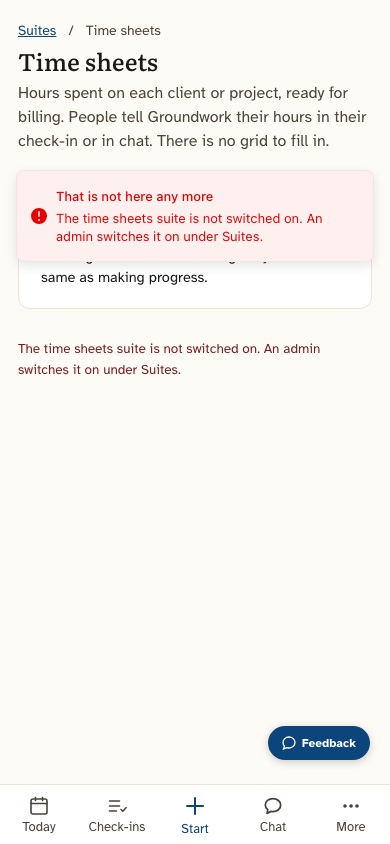 Suites / Time sheets
Time sheets
Hours spent on each client or project, ready for
billing. People tell Groundwork their hours in their
check-in or in chat. There is no grid to fill in.
That is not here any more
The time sheets suite is not switched on. An
admin switches it on under Suites.
same as making progress.
The time sheets suite is not switched on. An admin
switches it on under Suites.
Feedback
Today Check-ins Start Chat More